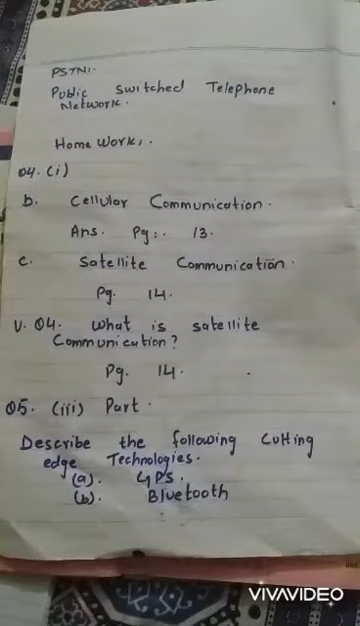 PSTN:.
Public Switched Telephone
Network.
Home Work:.
Q4. (i)
b. Cellular Communication.
Ans. Pg:. 13.
c. Satellite Communication.
Pg. 14.
V. Q4. What is satellite
Communication?
Pg. 14.
Q5. (iii) Part.
Describe the following Cutting
edge Technologies.
(a). GPS.
(b). Bluetooth
VIVAVIDEO